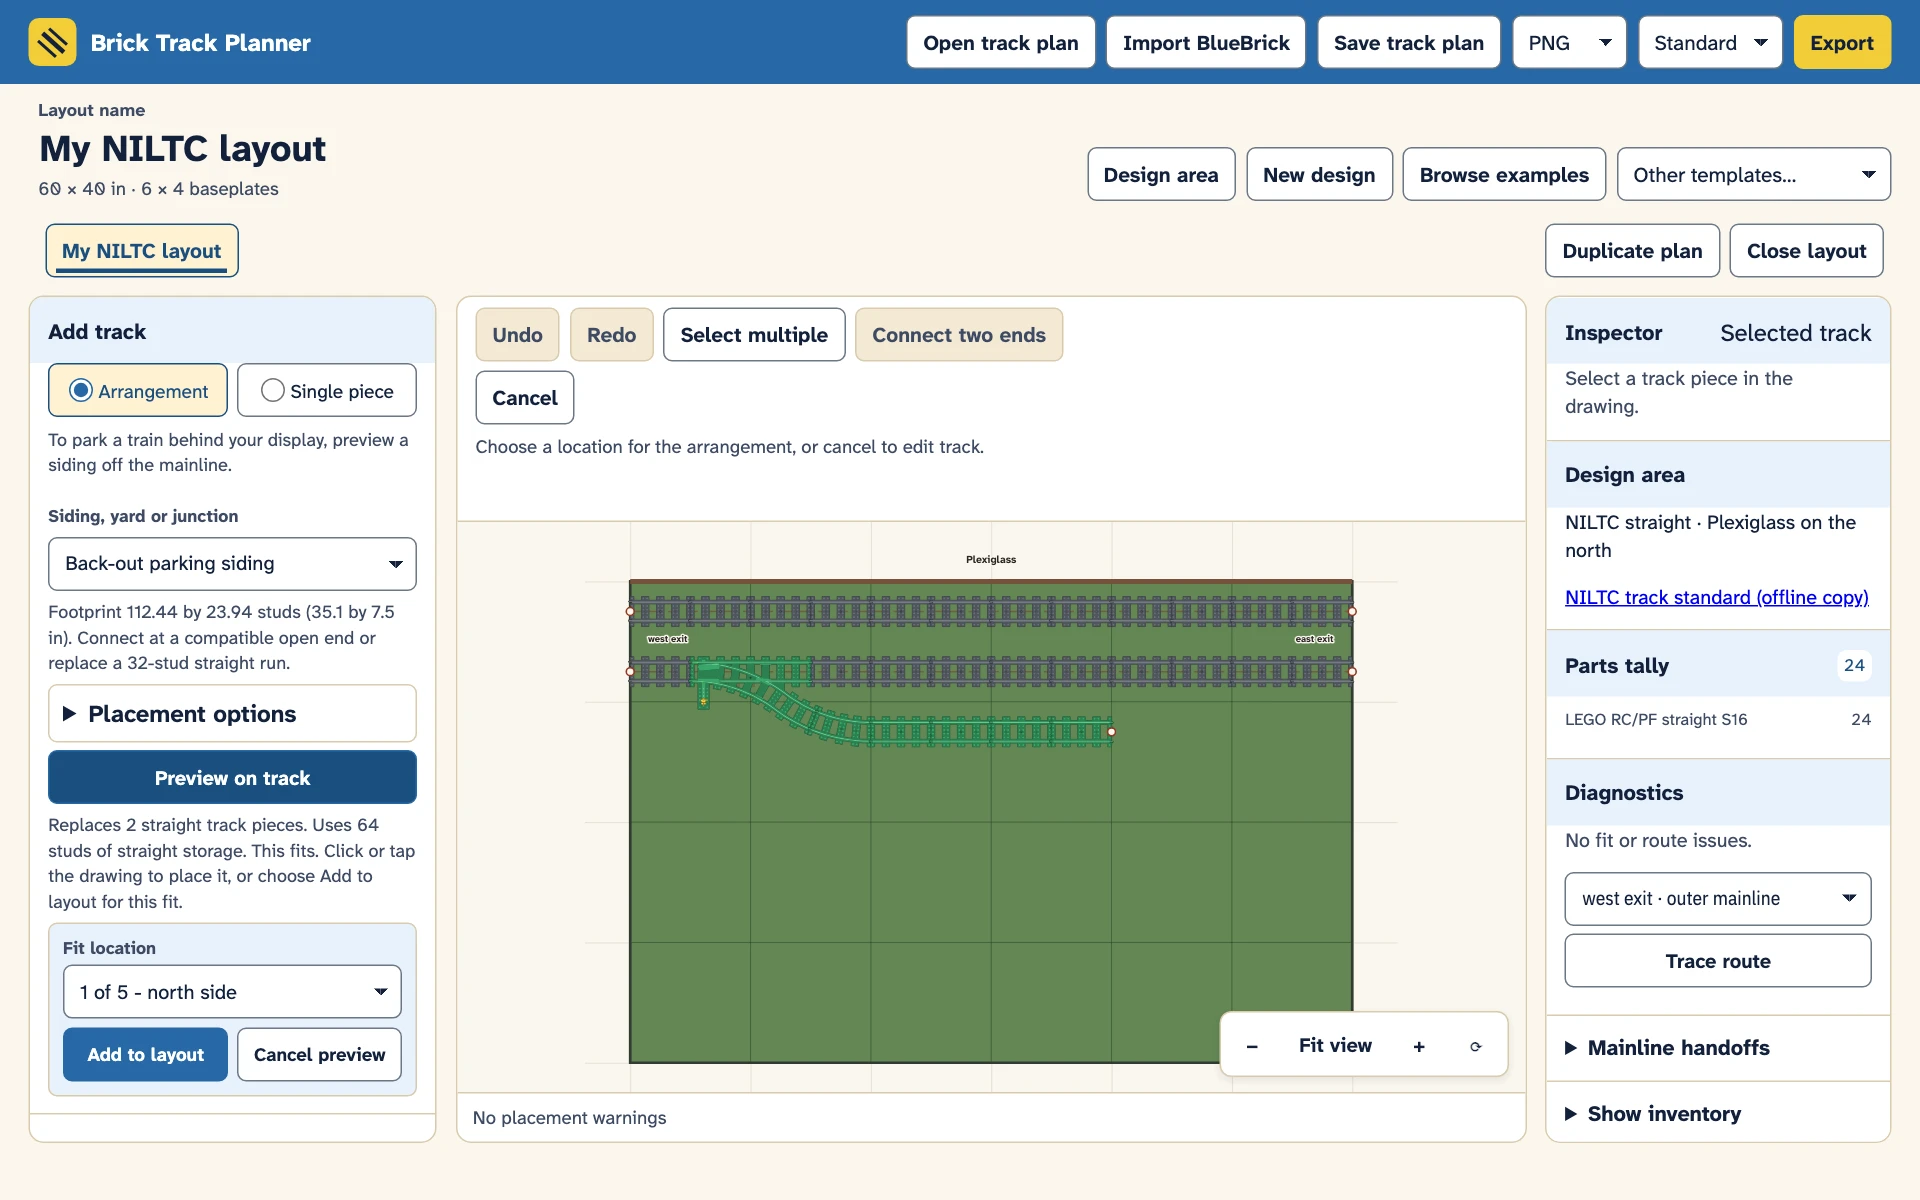 Brick Track Planner
Open track plan
Import BlueBrick
Save track plan
PNG
Standard
Export
Layout name
My NILTC layout
60 × 40 in · 6 × 4 baseplates
Design area
New design
Browse examples
Other templates...
My NILTC layout
Duplicate plan
Close layout
Add track
Arrangement
Single piece
To park a train behind your display, preview a
siding off the mainline.
Siding, yard or junction
Back-out parking siding
Footprint 112.44 by 23.94 studs (35.1 by 7.5
in). Connect at a compatible open end or
replace a 32-stud straight run.
Placement options
Preview on track
Replaces 2 straight track pieces. Uses 64
studs of straight storage. This fits. Click or tap
the drawing to place it, or choose Add to
layout for this fit.
Fit location
1 of 5 - north side
Add to layout
Cancel preview
Undo
Redo
Select multiple
Connect two ends
Cancel
Choose a location for the arrangement, or cancel to edit track.
Plexiglass
west exit
east exit
−
Fit view
+
⟳
No placement warnings
Inspector
Selected track
Select a track piece in the
drawing.
Design area
NILTC straight · Plexiglass on the
north
NILTC track standard (offline copy)
Parts tally
24
LEGO RC/PF straight S16
24
Diagnostics
No fit or route issues.
west exit · outer mainline
Trace route
Mainline handoffs
Show inventory